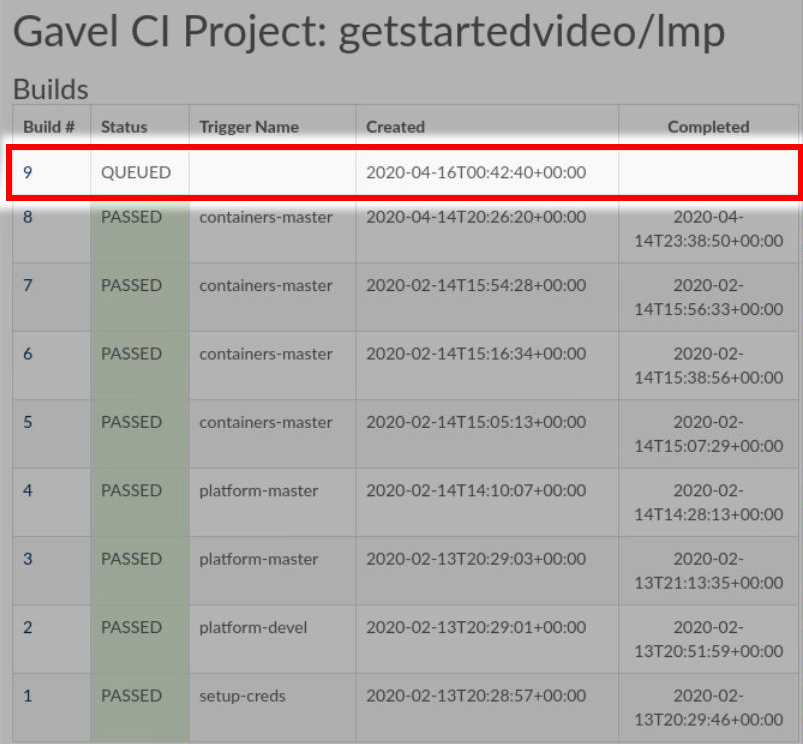 Gavel CI Project: getstartedvideo/lmp
Builds
Build # Status Trigger Name Created Completed
9 QUEUED 2020-04-16T00:42:40+00:00
8 PASSED containers-master 2020-04-14T20:26:20+00:00 2020-04-
14T23:38:50+00:00
7 PASSED containers-master 2020-02-14T15:54:28+00:00 2020-02-
14T15:56:33+00:00
6 PASSED containers-master 2020-02-14T15:16:34+00:00 2020-02-
14T15:38:56+00:00
5 PASSED containers-master 2020-02-14T15:05:13+00:00 2020-02-
14T15:07:29+00:00
4 PASSED platform-master 2020-02-14T14:10:07+00:00 2020-02-
14T14:28:13+00:00
3 PASSED platform-master 2020-02-13T20:29:03+00:00 2020-02-
13T21:13:35+00:00
2 PASSED platform-devel 2020-02-13T20:29:01+00:00 2020-02-
13T20:51:59+00:00
1 PASSED setup-creds 2020-02-13T20:28:57+00:00 2020-02-
13T20:29:46+00:00